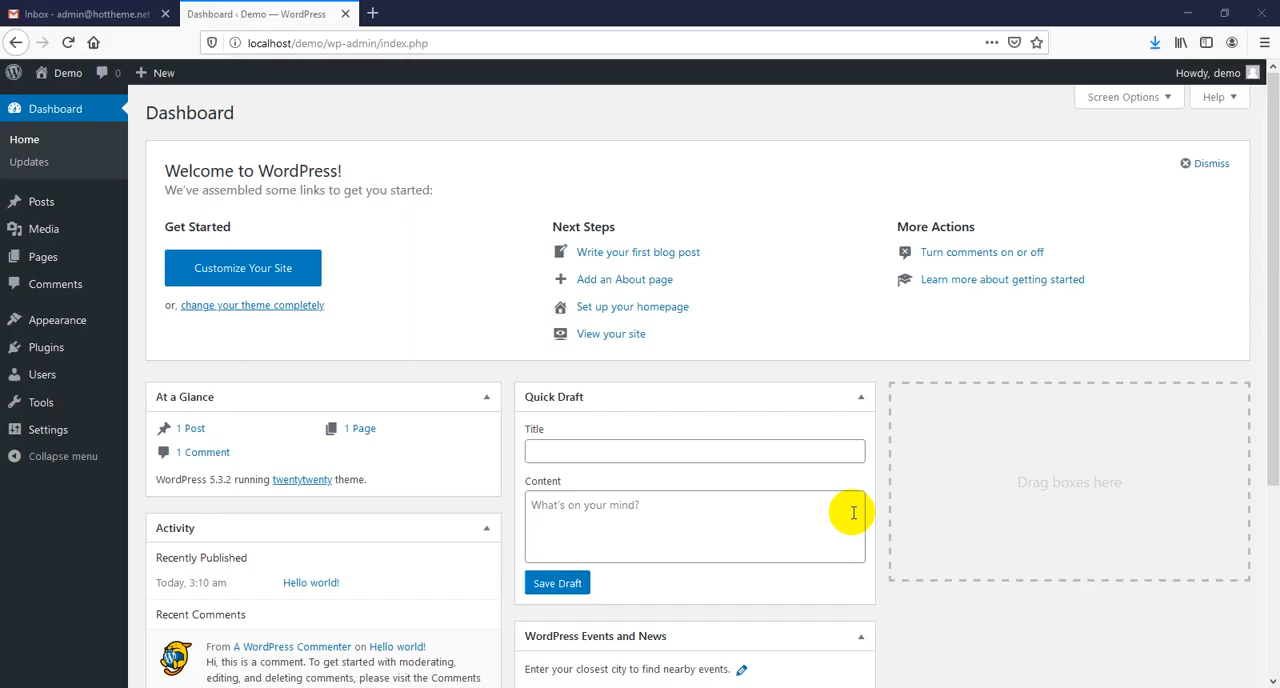 Inbox - admin@hottheme.net
Dashboard ‹ Demo — WordPress
localhost/demo/wp-admin/index.php
Demo
0
New
Howdy, demo
Dashboard
Home
Updates
Posts
Media
Pages
Comments
Appearance
Plugins
Users
Tools
Settings
Collapse menu
Dashboard
Screen Options
Help
Welcome to WordPress!
We've assembled some links to get you started:
Dismiss
Get Started
Customize Your Site
or, change your theme completely
Next Steps
Write your first blog post
Add an About page
Set up your homepage
View your site
More Actions
Turn comments on or off
Learn more about getting started
At a Glance
1 Post
1 Page
1 Comment
WordPress 5.3.2 running twentytwenty theme.
Activity
Recently Published
Today, 3:10 am
Hello world!
Recent Comments
From A WordPress Commenter on Hello world!
Hi, this is a comment. To get started with moderating,
editing, and deleting comments, please visit the Comments
Quick Draft
Title
Content
What's on your mind?
Save Draft
WordPress Events and News
Enter your closest city to find nearby events.
Drag boxes here